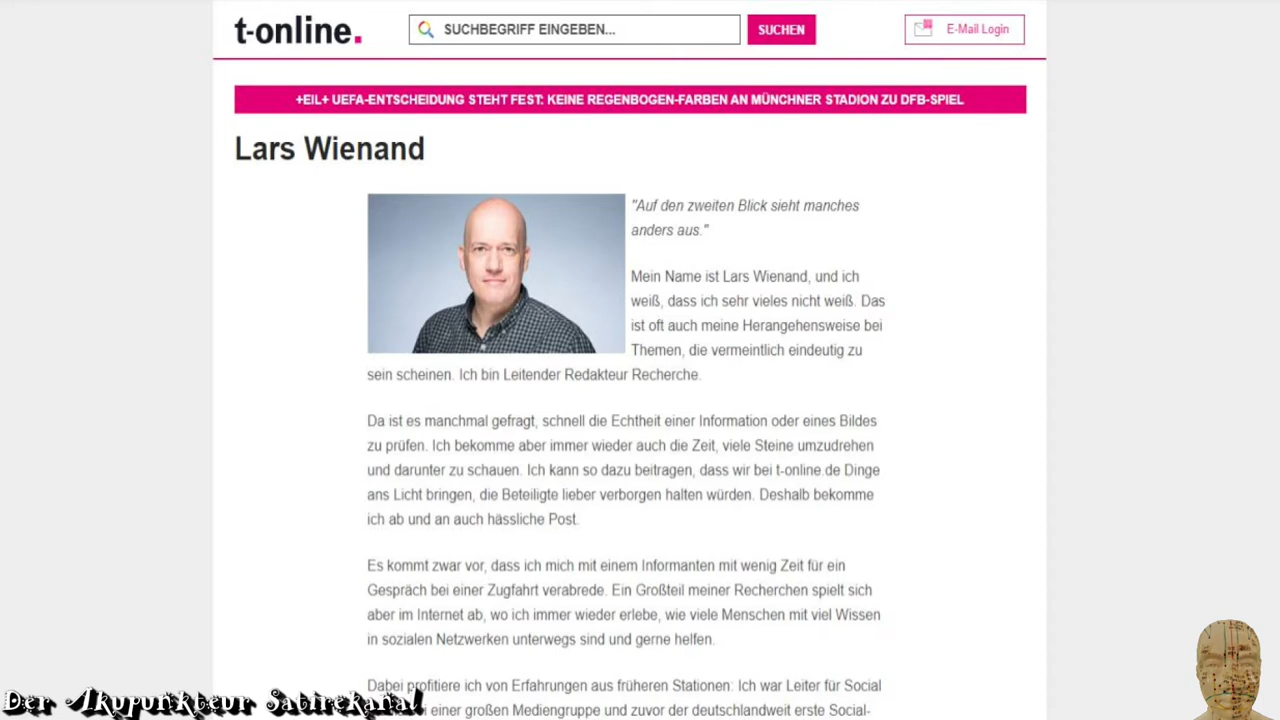 t-online.
SUCHBEGRIFF EINGEBEN...
SUCHEN
E-Mail Login
+EIL+ UEFA-ENTSCHEIDUNG STEHT FEST: KEINE REGENBOGEN-FARBEN AN MÜNCHNER STADION ZU DFB-SPIEL
Lars Wienand
"Auf den zweiten Blick sieht manches
anders aus."
Mein Name ist Lars Wienand, und ich
weiß, dass ich sehr vieles nicht weiß. Das
ist oft auch meine Herangehensweise bei
Themen, die vermeintlich eindeutig zu
sein scheinen. Ich bin Leitender Redakteur Recherche.
Da ist es manchmal gefragt, schnell die Echtheit einer Information oder eines Bildes
zu prüfen. Ich bekomme aber immer wieder auch die Zeit, viele Steine umzudrehen
und darunter zu schauen. Ich kann so dazu beitragen, dass wir bei t-online.de Dinge
ans Licht bringen, die Beteiligte lieber verborgen halten würden. Deshalb bekomme
ich ab und an auch hässliche Post.
Es kommt zwar vor, dass ich mich mit einem Informanten mit wenig Zeit für ein
Gespräch bei einer Zugfahrt verabrede. Ein Großteil meiner Recherchen spielt sich
aber im Internet ab, wo ich immer wieder erlebe, wie viele Menschen mit viel Wissen
in sozialen Netzwerken unterwegs sind und gerne helfen.
Dabei profitiere ich von Erfahrungen aus früheren Stationen: Ich war Leiter für Social
einer großen Mediengruppe und zuvor der deutschlandweit erste Social-
Der Akupunkteur Satirekanal